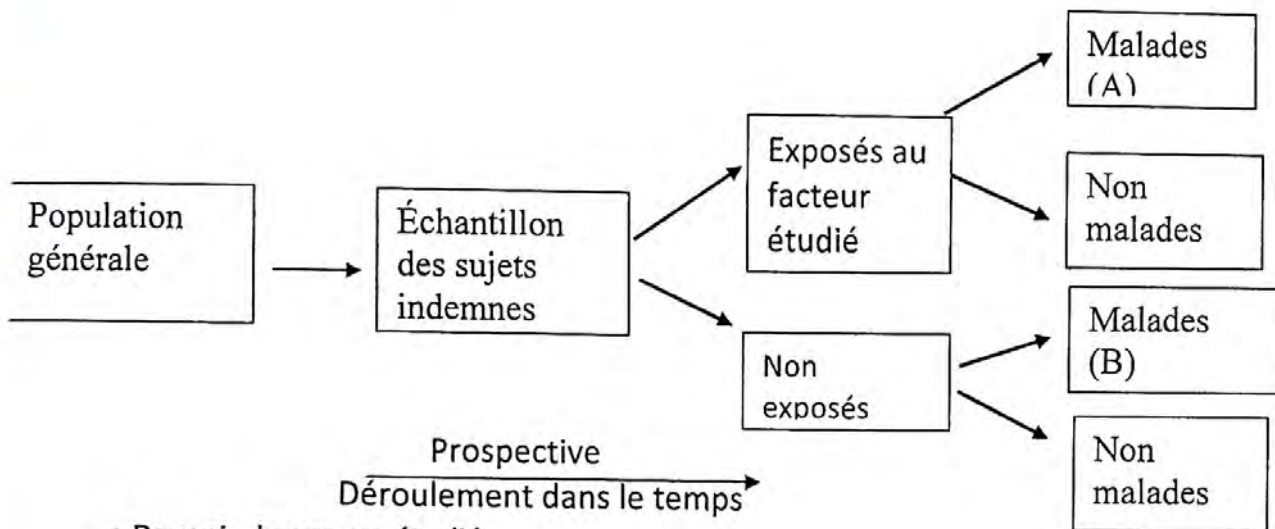 Population
générale
Échantillon
des sujets
indemnes
Exposés au
facteur
étudié
Non
exposés
Malades
(A)
Non
malades
Malades
(B)
Non
malades
Prospective
Déroulement dans le temps